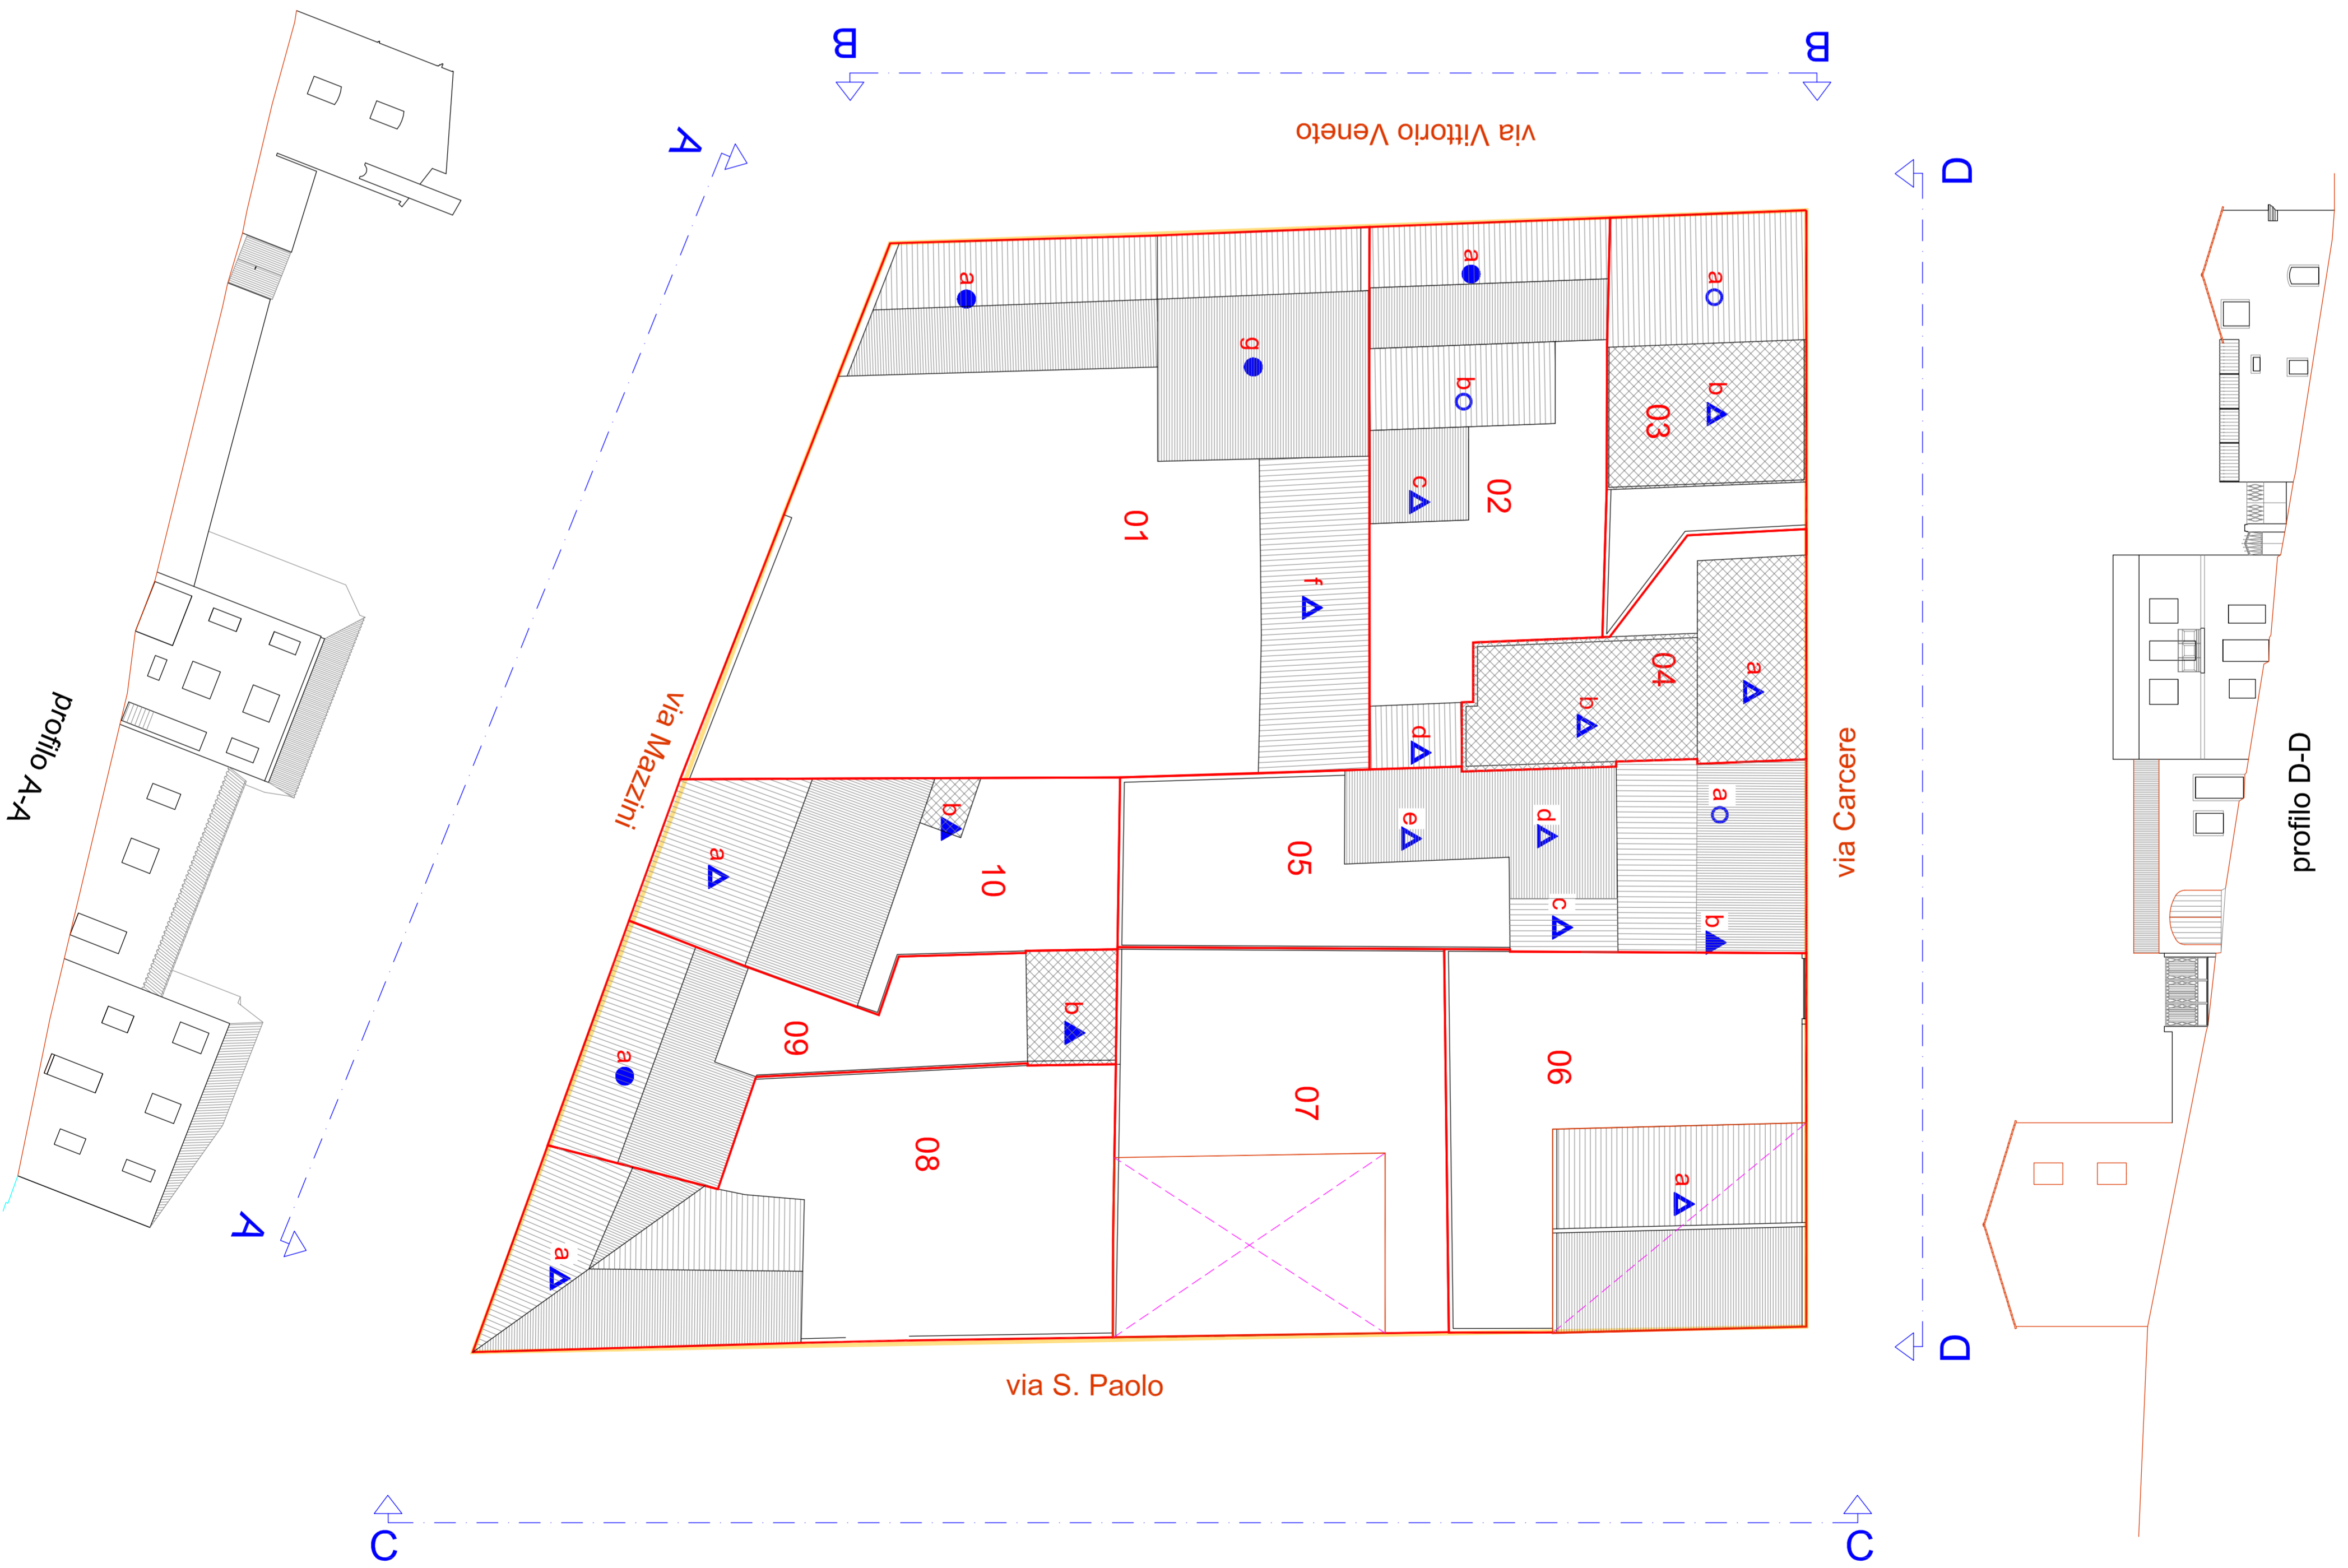 B
B
via Vittorio Veneto
A
D
a
g
a
b
c
02
a
b
03
01
f
d
04
b
a
profilo A-A
via Mazzini
via Carcere
profilo D-D
a
b
10
05
e
d
c
a
b
09
b
a
08
07
06
a
a
A
D
via S. Paolo
C
C